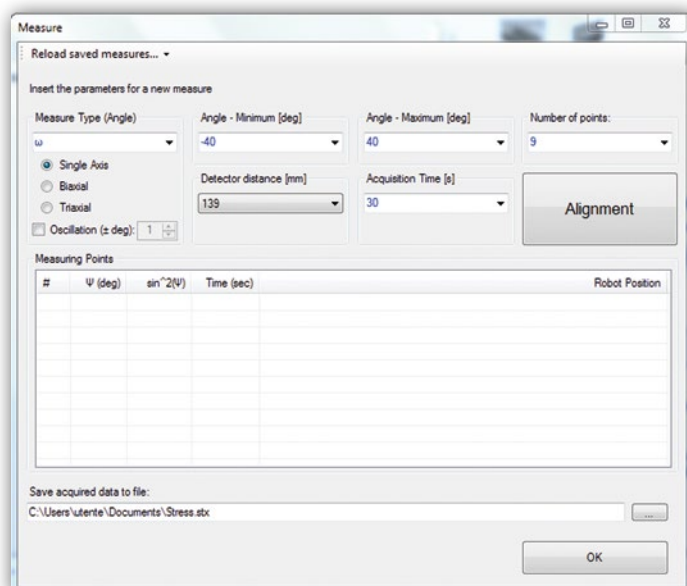 Measure
Reload saved measures...
Insert the parameters for a new measure
Measure Type (Angle)
ω
Single Axis
Biaxial
Triaxial
Oscillation (± deg): 1
Angle - Minimum [deg]
-40
Angle - Maximum [deg]
40
Number of points:
9
Detector distance [mm]
139
Acquisition Time [s]
30
Alignment
Measuring Points
# Ψ (deg) sin^2(Ψ) Time (sec) Robot Position
Save acquired data to file:
C:\Users\utente\Documents\Stress.stx
...
OK